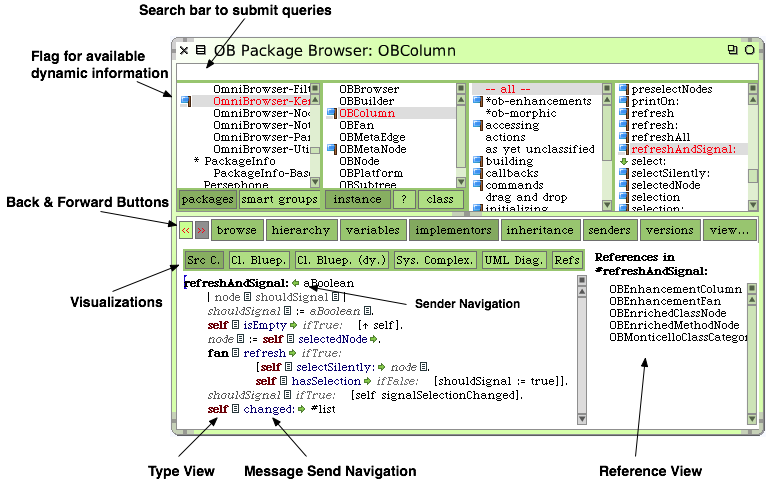 Search bar to submit queries
Flag for available
dynamic information
OB Package Browser: OBColumn
OmniBrowser-Filt
OmniBrowser-Ker
OmniBrowser-Noc
OmniBrowser-Not
OmniBrowser-Par
OmniBrowser-Uti
* PackageInfo
PackageInfo-Base
Persephone
OBBrowser
OBBuilder
OBColumn
OBFan
OBMetaEdge
OBMetaNode
OBNode
OBPlatform
OBSubtree
-- all --
*ob-enhancements
*ob-morphic
accessing
actions
as yet unclassified
building
callbacks
commands
drag and drop
initializing
preselectNodes
printOn:
refresh
refresh:
refreshAll
refreshAndSignal:
select:
selectSilently:
selectedNode
selection
selection:
packages
smart groups
instance
?
class
Back & Forward Buttons
«
»
browse
hierarchy
variables
implementors
inheritance
senders
versions
view...
Visualizations
Src C.
Cl. Bluep.
Cl. Bluep. (dy.)
Sys. Complex.
UML Diag.
Refs
refreshAndSignal: aBoolean
| node shouldSignal |
shouldSignal := aBoolean .
self isEmpty ifTrue: [↑ self].
node := self selectedNode .
fan refresh ifTrue:
[self selectSilently: node .
self hasSelection ifFalse: [shouldSignal := true]].
shouldSignal ifTrue: [self signalSelectionChanged].
self changed: #list
Sender Navigation
References in
#refreshAndSignal:
OBEnhancementColumn
OBEnhancementFan
OBEnrichedClassNode
OBEnrichedMethodNode
OBMonticelloClassCategor
Type View
Message Send Navigation
Reference View